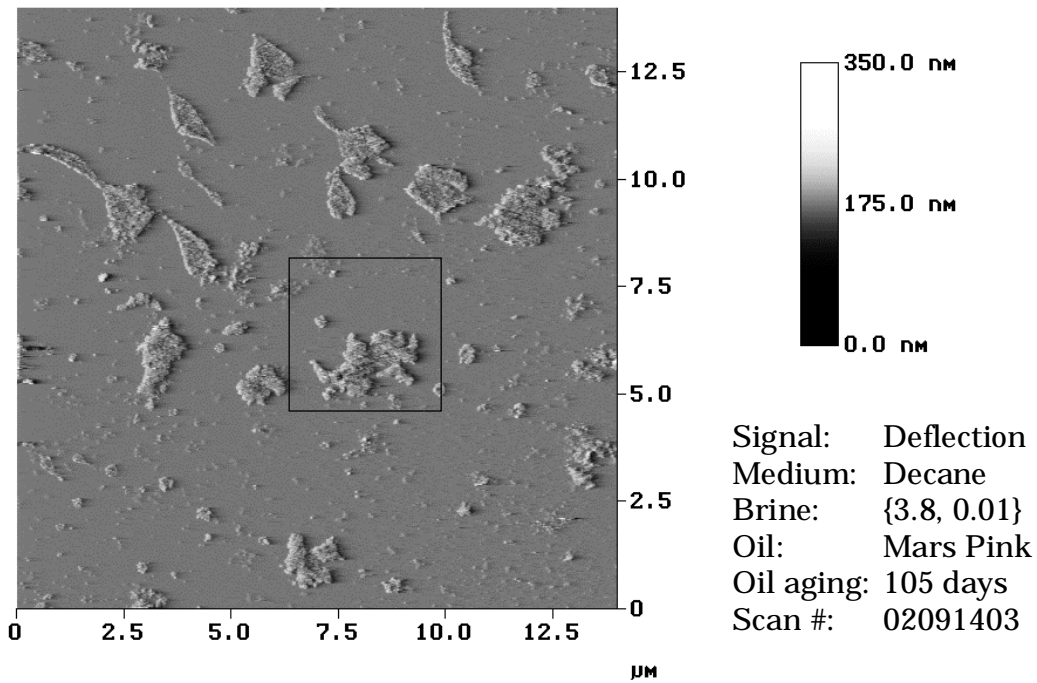 350.0 nM
12.5
10.0
175.0 nM
7.5
0.0 nM
5.0
Signal: Deflection
Medium: Decane
2.5
Brine: {3.8, 0.01}
Oil: Mars Pink
Oil aging: 105 days
0
Scan #: 02091403
0 2.5 5.0 7.5 10.0 12.5
µM